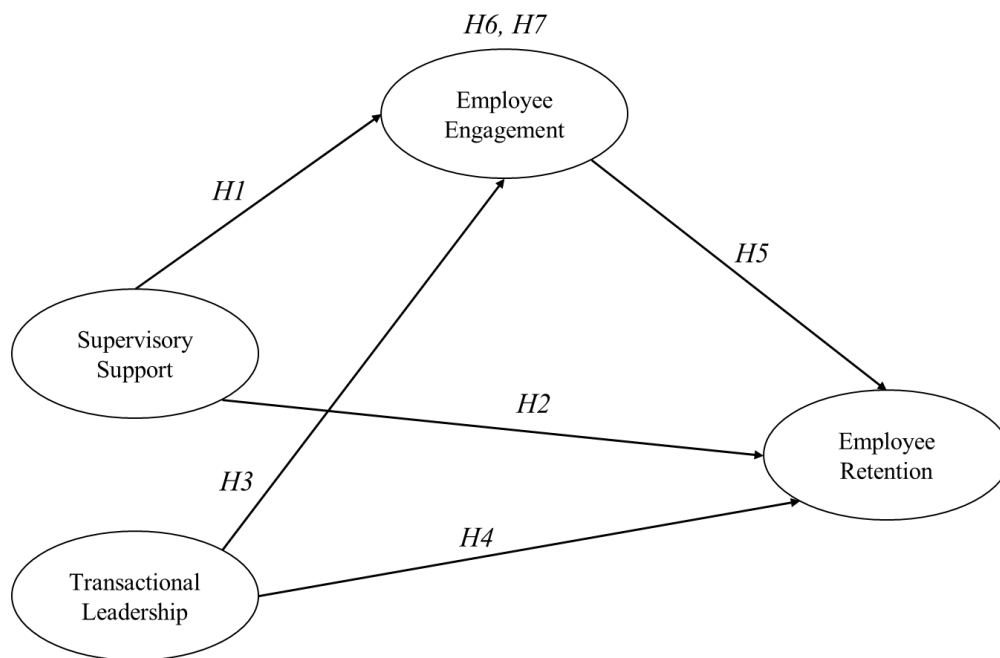 H6, H7
Employee
Engagement
H1
H5
Supervisory
Support
H2
Employee
Retention
H3
H4
Transactional
Leadership